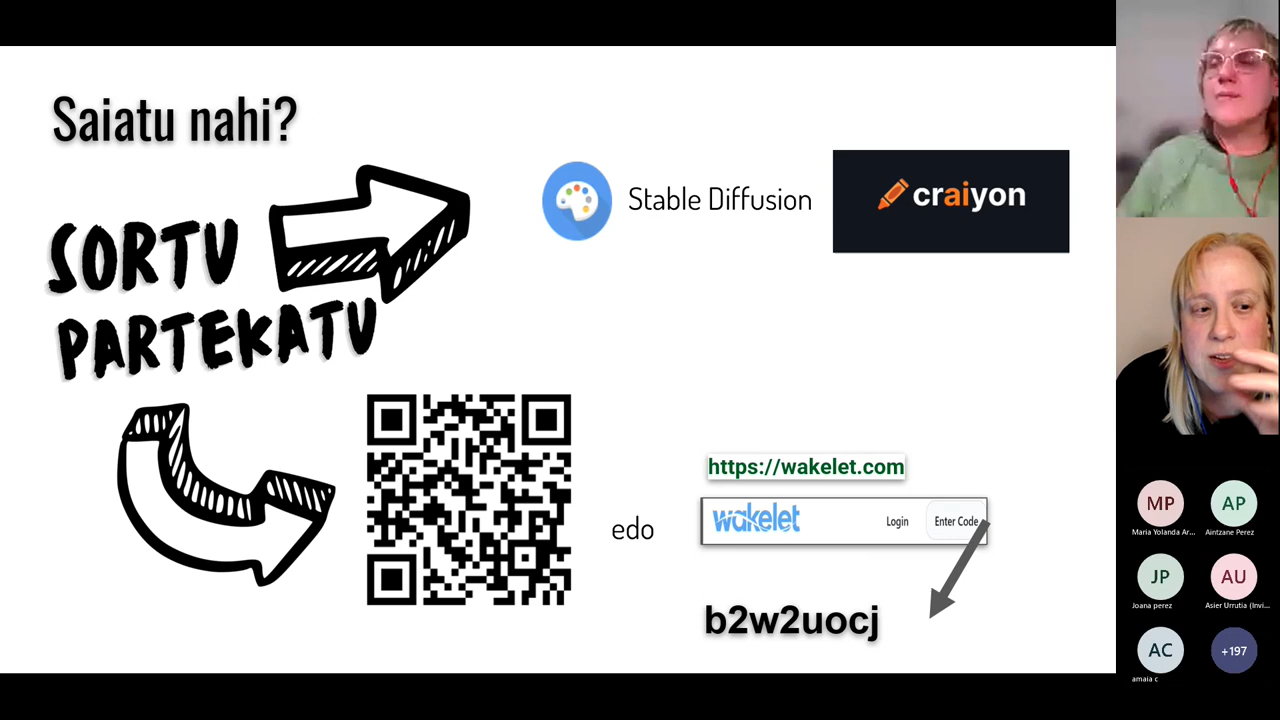 Saiatu nahi?
SORTU
PARTEKATU
Stable Diffusion
craiyon
https://wakelet.com
edo
wakelet
Login
Enter Code
b2w2uocj
MP
Maria Yolanda Ar...
AP
Aintzane Perez
JP
Joana perez
AU
Asier Urrutia (Invi...
AC
amaia c
+197